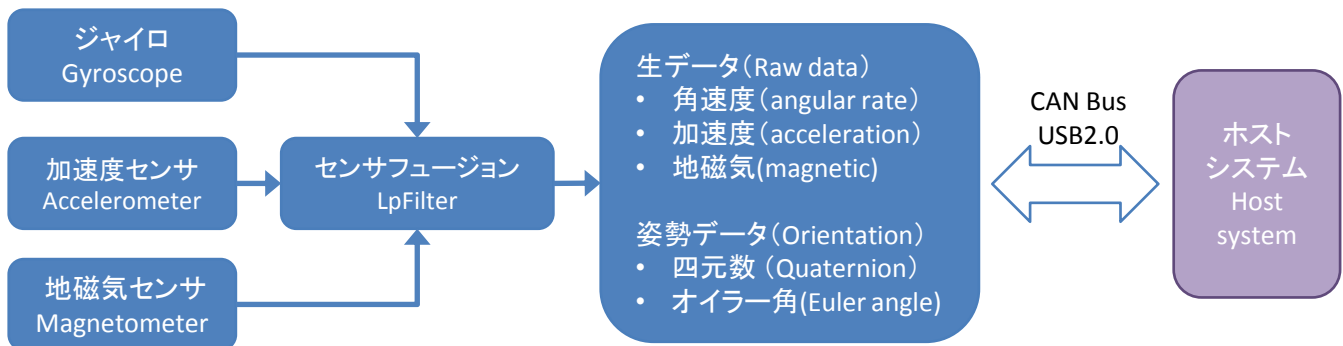 ジャイロ
Gyroscope
加速度センサ
Accelerometer
地磁気センサ
Magnetometer
センサフュージョン
LpFilter
生データ(Raw data)
• 角速度(angular rate)
• 加速度(acceleration)
• 地磁気(magnetic)
姿勢データ(Orientation)
• 四元数 (Quaternion)
• オイラー角(Euler angle)
CAN Bus
USB2.0
ホスト
システム
Host
system